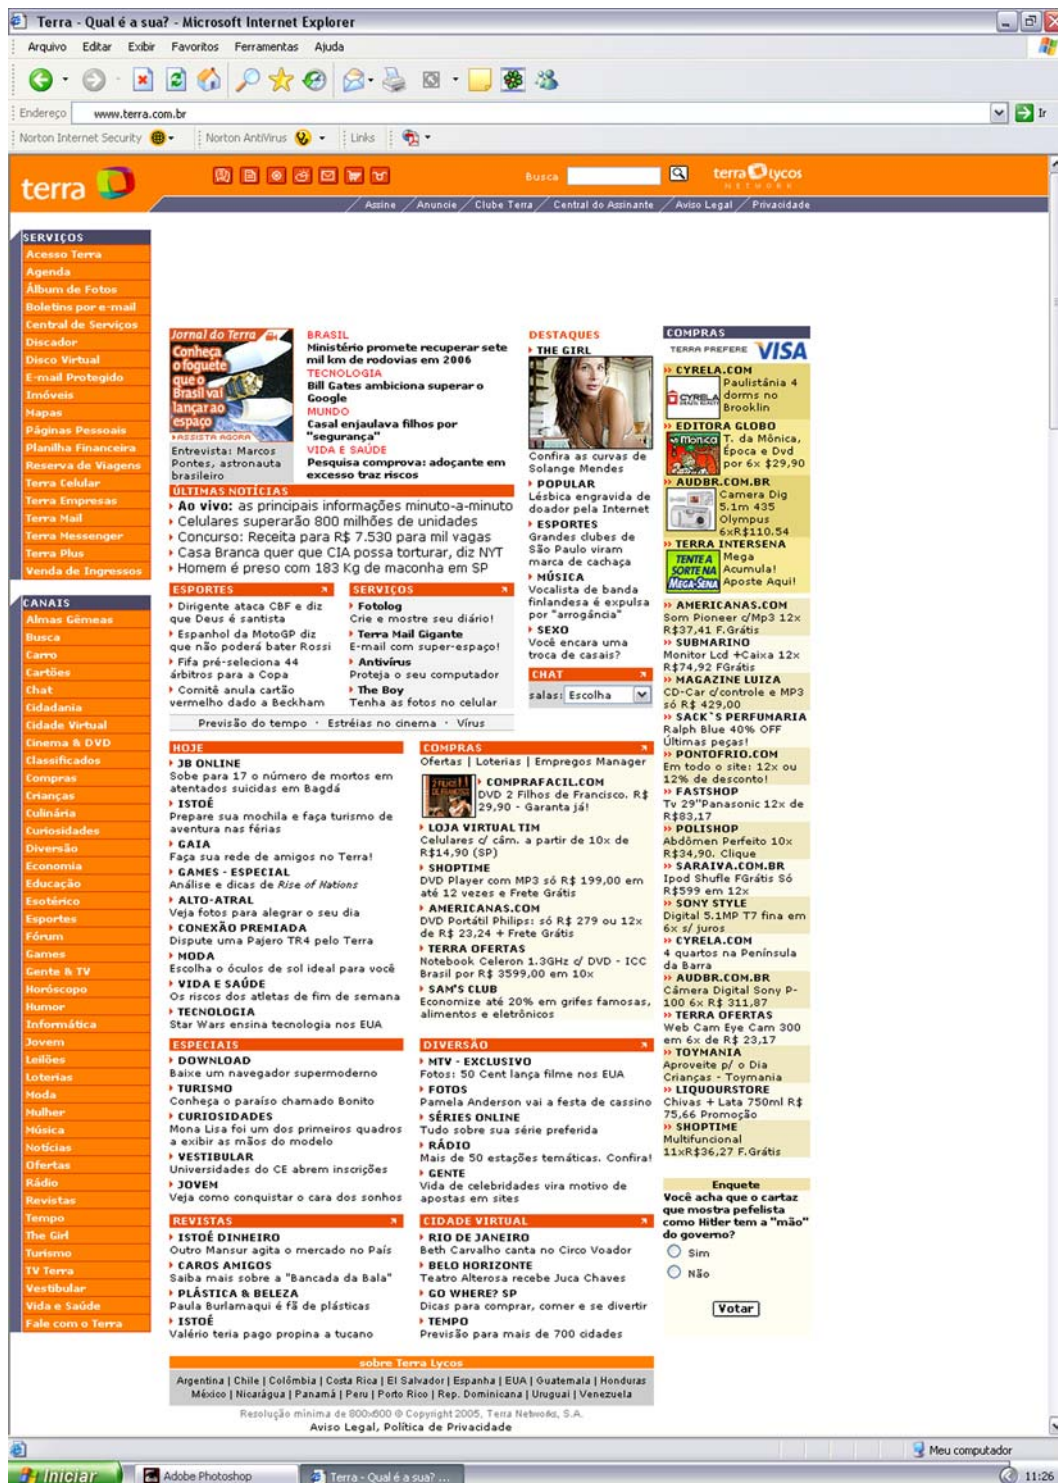 Terra - Qual é a sua? - Microsoft Internet Explorer
Arquivo Editar Exibir Favoritos Ferramentas Ajuda
Endereço www.terra.com.br Ir
Norton Internet Security Norton AntiVirus Links
terra
Busca
terra Lycos
NETWORK
Assine Anuncie Clube Terra Central do Assinante Aviso Legal Privacidade
SERVIÇOS
Acesso Terra
Agenda
Álbum de Fotos
Boletins por e-mail
Central de Serviços
Discador
Disco Virtual
E-mail Protegido
Imóveis
Mapas
Páginas Pessoais
Planilha Financeira
Reserva de Viagens
Terra Celular
Terra Empresas
Terra Mail
Terra Messenger
Terra Plus
Venda de Ingressos
CANAIS
Almas Gêmeas
Busca
Carro
Cartões
Chat
Cidadania
Cidade Virtual
Cinema & DVD
Classificados
Compras
Crianças
Culinária
Curiosidades
Diversão
Economia
Educação
Esotérico
Esportes
Fórum
Games
Gente & TV
Horóscopo
Humor
Informática
Jovem
Leilões
Loterias
Moda
Mulher
Música
Notícias
Ofertas
Rádio
Revistas
Tempo
The Girl
Turismo
TV Terra
Vestibular
Vida e Saúde
Fale com o Terra
Jornal do Terra
Conheça
o foguete
que o
Brasil vai
lançar ao
espaço
ASSISTA AGORA
Entrevista: Marcos
Pontes, astronauta
brasileiro
BRASIL
Ministério promete recuperar sete
mil km de rodovias em 2006
TECNOLOGIA
Bill Gates ambiciona superar o
Google
MUNDO
Casal enjaulava filhos por
"segurança"
VIDA E SAÚDE
Pesquisa comprova: adoçante em
excesso traz riscos
ÚLTIMAS NOTÍCIAS
Ao vivo: as principais informações minuto-a-minuto
Celulares superarão 800 milhões de unidades
Concurso: Receita para R$ 7.530 para mil vagas
Casa Branca quer que CIA possa torturar, diz NYT
Homem é preso com 183 Kg de maconha em SP
ESPORTES
Dirigente ataca CBF e diz
que Deus é santista
Espanhol da MotoGP diz
que não poderá bater Rossi
Fifa pré-seleciona 44
árbitros para a Copa
Comitê anula cartão
vermelho dado a Beckham
SERVIÇOS
Fotolog
Crie e mostre seu diário!
Terra Mail Gigante
E-mail com super-espaço!
Antivírus
Proteja o seu computador
The Boy
Tenha as fotos no celular
Previsão do tempo · Estréias no cinema · Vírus
DESTAQUES
THE GIRL
Confira as curvas de
Solange Mendes
POPULAR
Lésbica engravida de
doador pela Internet
ESPORTES
Grandes clubes de
São Paulo viram
marca de cachaça
MÚSICA
Vocalista de banda
finlandesa é expulsa
por "arrogância"
SEXO
Você encara uma
troca de casais?
CHAT
salas: Escolha
HOJE
JB ONLINE
Sobe para 17 o número de mortos em
atentados suicidas em Bagdá
ISTOÉ
Prepare sua mochila e faça turismo de
aventura nas férias
GAIA
Faça sua rede de amigos no Terra!
GAMES - ESPECIAL
Análise e dicas de Rise of Nations
ALTO-ATRAL
Veja fotos para alegrar o seu dia
CONEXÃO PREMIADA
Dispute uma Pajero TR4 pelo Terra
MODA
Escolha o óculos de sol ideal para você
VIDA E SAÚDE
Os riscos dos atletas de fim de semana
TECNOLOGIA
Star Wars ensina tecnologia nos EUA
COMPRAS
Ofertas | Loterias | Empregos Manager
COMPRAFACIL.COM
DVD 2 Filhos de Francisco. R$
29,90 - Garanta já!
LOJA VIRTUAL TIM
Celulares c/ câm. a partir de 10x de
R$14,90 (SP)
SHOPTIME
DVD Player com MP3 só R$ 199,00 em
até 12 vezes e Frete Grátis
AMERICANAS.COM
DVD Portátil Philips: só R$ 279 ou 12x
de R$ 23,24 + Frete Grátis
TERRA OFERTAS
Notebook Celeron 1.3GHz c/ DVD - ICC
Brasil por R$ 3599,00 em 10x
SAM'S CLUB
Economize até 20% em grifes famosas,
alimentos e eletrônicos
ESPECIAIS
DOWNLOAD
Baixe um navegador supermoderno
TURISMO
Conheça o paraíso chamado Bonito
CURIOSIDADES
Mona Lisa foi um dos primeiros quadros
a exibir as mãos do modelo
VESTIBULAR
Universidades do CE abrem inscrições
JOVEM
Veja como conquistar o cara dos sonhos
DIVERSÃO
MTV - EXCLUSIVO
Fotos: 50 Cent lança filme nos EUA
FOTOS
Pamela Anderson vai a festa de cassino
SÉRIES ONLINE
Tudo sobre sua série preferida
RÁDIO
Mais de 50 estações temáticas. Confira!
GENTE
Vida de celebridades vira motivo de
apostas em sites
REVISTAS
ISTOÉ DINHEIRO
Outro Mansur agita o mercado no País
CAROS AMIGOS
Saiba mais sobre a "Bancada da Bala"
PLÁSTICA & BELEZA
Paula Burlamaqui é fã de plásticas
ISTOÉ
Valério teria pago propina a tucano
CIDADE VIRTUAL
RIO DE JANEIRO
Beth Carvalho canta no Circo Voador
BELO HORIZONTE
Teatro Alterosa recebe Juca Chaves
GO WHERE? SP
Dicas para comprar, comer e se divertir
TEMPO
Previsão para mais de 700 cidades
COMPRAS
TERRA PREFERE VISA
CYRELA.COM
CYRELA
Paulistânia 4
dorms no
Brooklin
EDITORA GLOBO
Monica
T. da Mônica,
Época e Dvd
por 6x $29,90
AUDBR.COM.BR
Camera Dig
5.1m 435
Olympus
6xR$110,54
TERRA INTERSENA
TENTE A
SORTE NA
MEGA-SENA
Mega
Acumula!
Aposte Aqui!
AMERICANAS.COM
Som Pioneer c/Mp3 12x
R$37,41 F.Grátis
SUBMARINO
Monitor Lcd +Caixa 12x
R$74,92 FGrátis
MAGAZINE LUIZA
CD-Car c/controle e MP3
só R$ 429,00
SACK`S PERFUMARIA
Ralph Blue 40% OFF
Últimas peças!
PONTOFRIO.COM
Em todo o site: 12x ou
12% de desconto!
FASTSHOP
Tv 29"Panasonic 12x de
R$83,17
POLISHOP
Abdômen Perfeito 10x
R$34,90. Clique
SARAIVA.COM.BR
Ipod Shufle FGrátis Só
R$599 em 12x
SONY STYLE
Digital 5.1MP T7 fina em
6x s/ juros
CYRELA.COM
4 quartos na Península
da Barra
AUDBR.COM.BR
Câmera Digital Sony P-
100 6x R$ 311,87
TERRA OFERTAS
Web Cam Eye Cam 300
em 6x de R$ 23,17
TOYMANIA
Aproveite p/ o Dia
Crianças - Toymania
LIQUOURSTORE
Chivas + Lata 750ml R$
75,66 Promoção
SHOPTIME
Multifuncional
11xR$36,27 F.Grátis
Enquete
Você acha que o cartaz
que mostra pefelista
como Hitler tem a "mão"
do governo?
Sim
Não
Votar
sobre Terra Lycos
Argentina | Chile | Colômbia | Costa Rica | El Salvador | Espanha | EUA | Guatemala | Honduras
México | Nicarágua | Panamá | Peru | Porto Rico | Rep. Dominicana | Uruguai | Venezuela
Resolução mínima de 800x600 © Copyright 2005, Terra Networks, S.A.
Aviso Legal, Política de Privacidade
Meu computador
Iniciar Adobe Photoshop Terra - Qual é a sua? ... 11:26